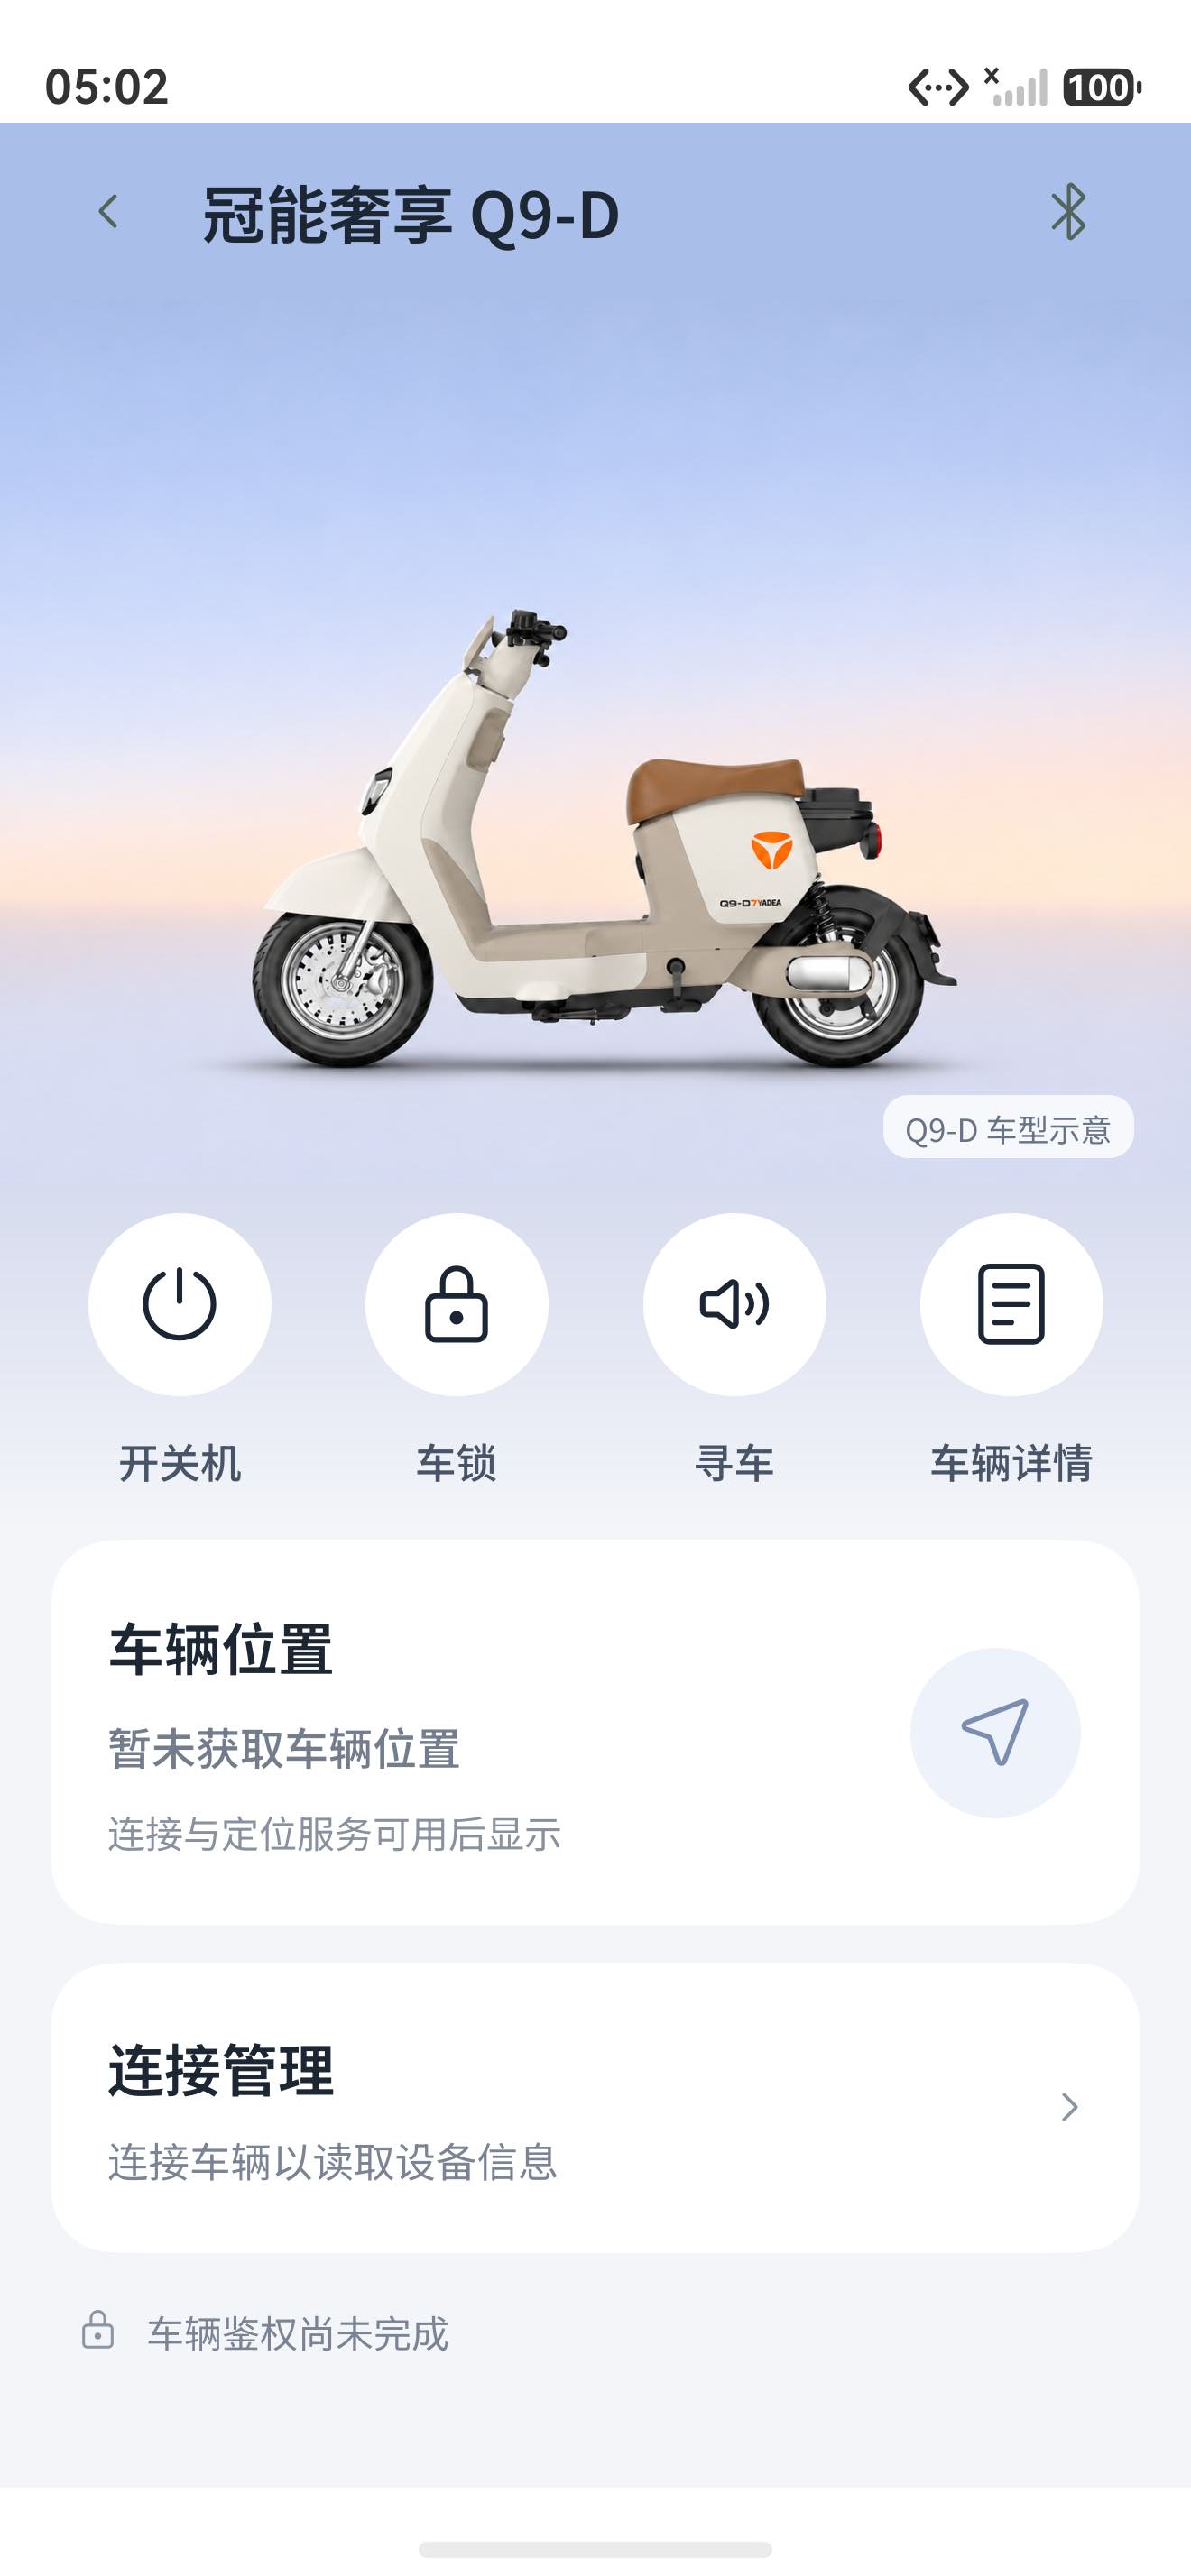 05:02
100
冠能奢享 Q9-D
Q9-D YADEA
Q9-D 车型示意
开关机
车锁
寻车
车辆详情
车辆位置
暂未获取车辆位置
连接与定位服务可用后显示
连接管理
连接车辆以读取设备信息
车辆鉴权尚未完成